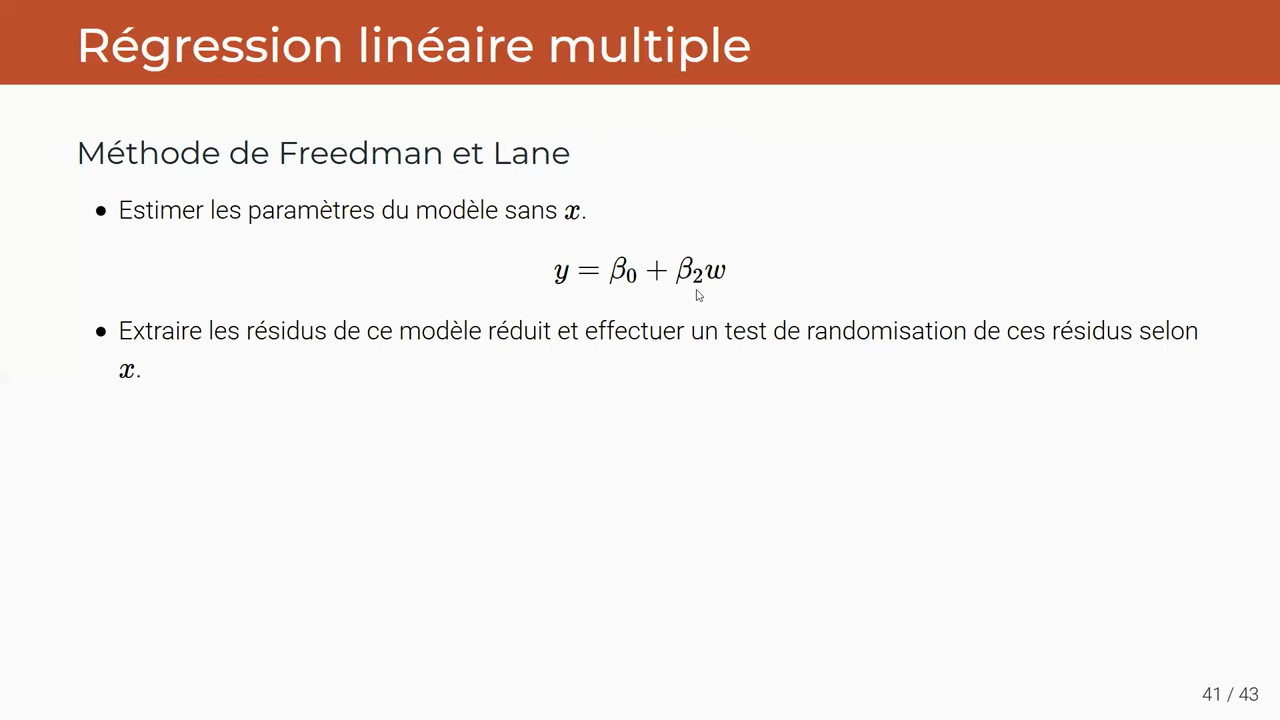 Régression linéaire multiple
Méthode de Freedman et Lane
• Estimer les paramètres du modèle sans x.
y = β₀ + β₂w
• Extraire les résidus de ce modèle réduit et effectuer un test de randomisation de ces résidus selon
x.
41 / 43